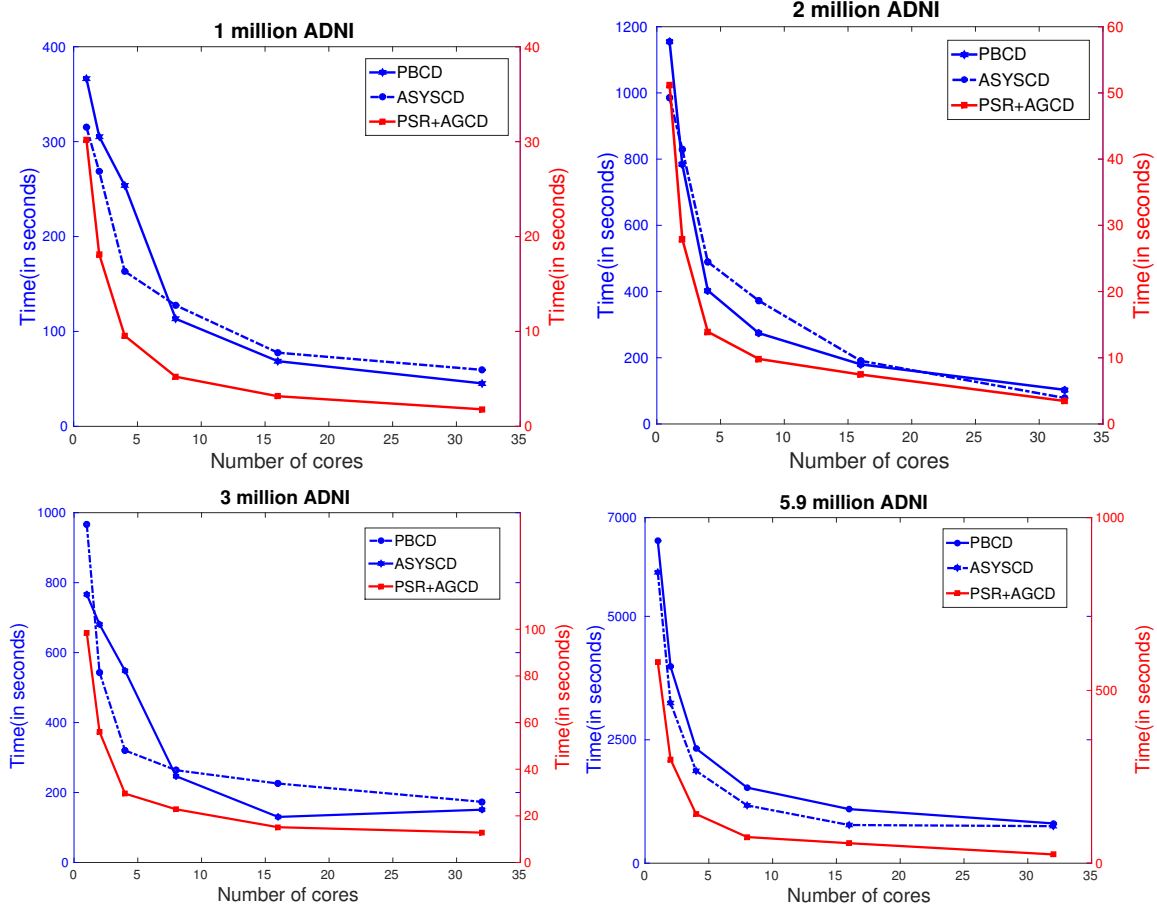 1 million ADNI
400
300
200
100
0
Time(in seconds)
40
30
20
10
0
Time(in seconds)
PBCD
ASYSCD
PSR+AGCD
0 5 10 15 20 25 30 35
Number of cores
2 million ADNI
1200
1000
800
600
400
200
0
Time(in seconds)
60
50
40
30
20
10
0
Time(in seconds)
PBCD
ASYSCD
PSR+AGCD
0 5 10 15 20 25 30 35
Number of cores
3 million ADNI
1000
800
600
400
200
0
Time(in seconds)
100
80
60
40
20
0
Time(in seconds)
PBCD
ASYSCD
PSR+AGCD
0 5 10 15 20 25 30 35
Number of cores
5.9 million ADNI
7000
5000
2500
0
Time(in seconds)
1000
500
0
Time(in seconds)
PBCD
ASYSCD
PSR+AGCD
0 5 10 15 20 25 30 35
Number of cores